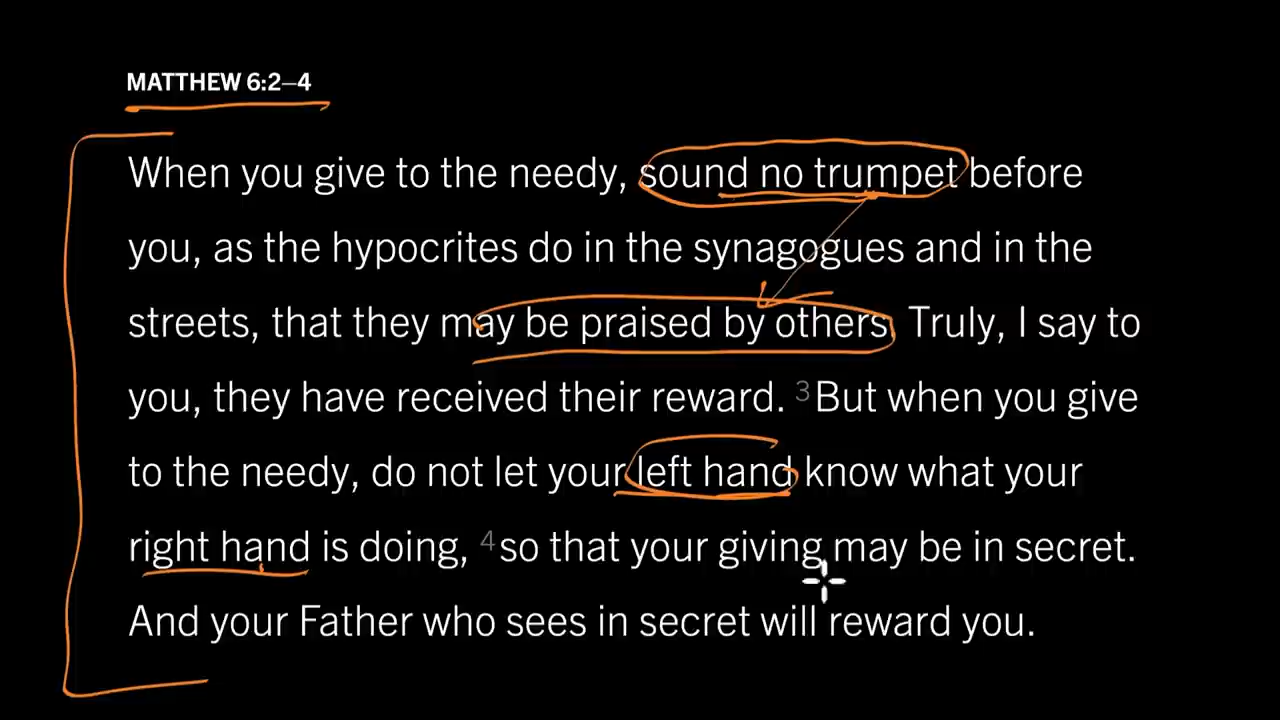 MATTHEW 6:2–4
When you give to the needy, sound no trumpet before
you, as the hypocrites do in the synagogues and in the
streets, that they may be praised by others. Truly, I say to
you, they have received their reward. 3 But when you give
to the needy, do not let your left hand know what your
right hand is doing, 4 so that your giving may be in secret.
And your Father who sees in secret will reward you.